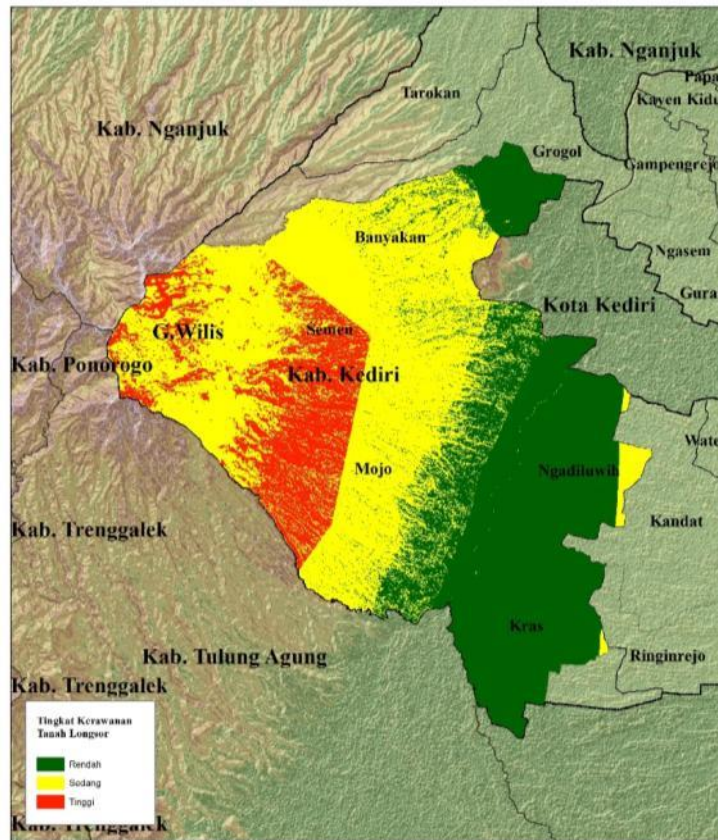 Kab. Nganjuk
Papa
Kayen Kidu
Tarokan
Kab. Nganjuk
Grogol
Gampengrejo
Banyakan
Ngasem
Gura
Kota Kediri
G.Wilis
Semen
Kab. Ponorogo
Kab. Kediri
Mojo
Ngadiluwih
Wate
Kandat
Kab. Trenggalek
Kras
Kab. Tulung Agung
Ringinrejo
Kab. Trenggalek
Tingkat Kerawanan
Tanah Longsor
Rendah
Sedang
Tinggi
Kab. Trenggalek